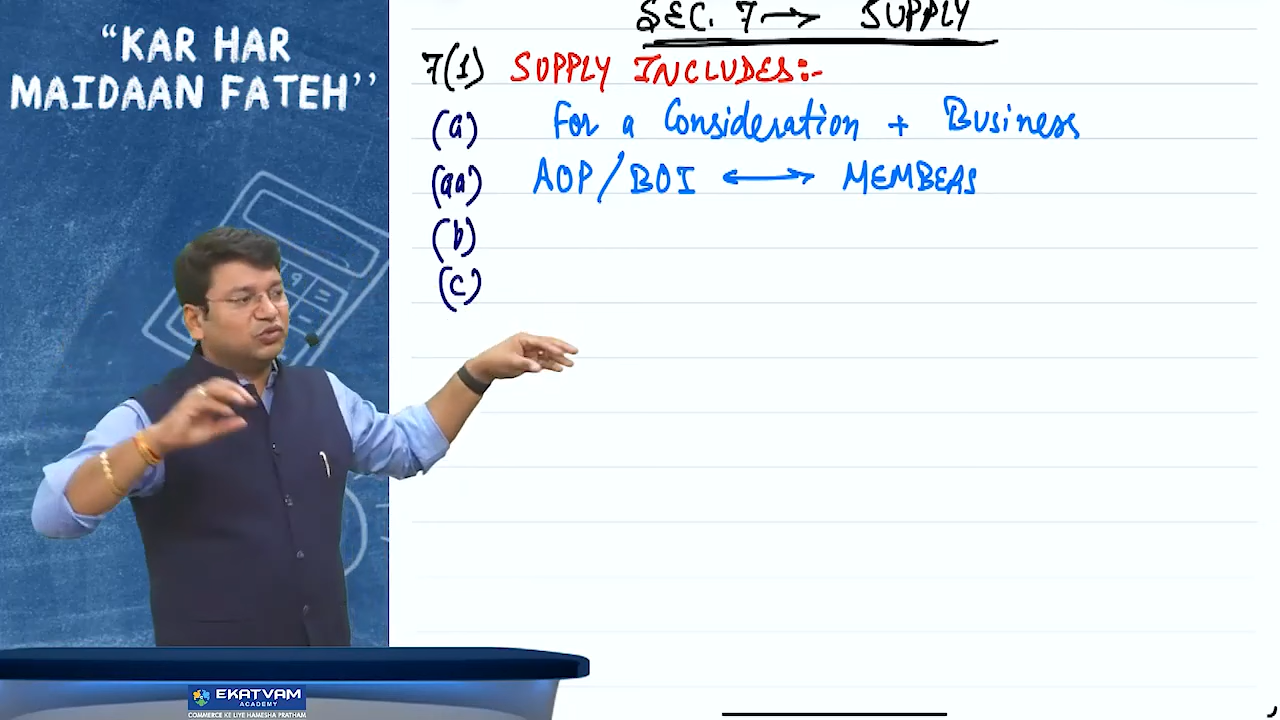 “KAR HAR
MAIDAAN FATEH’’
SEC. 7 → SUPPLY
7(1) SUPPLY INCLUDES:-
(a) For a Consideration + Business
(aa) AOP/BOI ⟷ MEMBEAS
(b)
(c)
EKATVAM
ACADEMY
COMMERCE KE LIYE HAMESHA PRATHAM